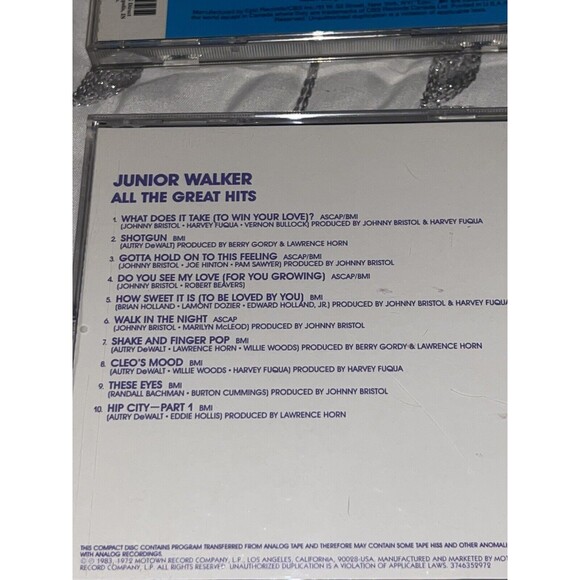 JUNIOR WALKER
ALL THE GREAT HITS
1. WHAT DOES IT TAKE (TO WIN YOUR LOVE)? ASCAP/BMI
(JOHNNY BRISTOL • HARVEY FUQUA • VERNON BULLOCK) PRODUCED BY JOHNNY BRISTOL & HARVEY FUQUA
2. SHOTGUN BMI
(AUTRY DeWALT) PRODUCED BY BERRY GORDY & LAWRENCE HORN
3. GOTTA HOLD ON TO THIS FEELING ASCAP/BMI
(JOHNNY BRISTOL • JOE HINTON • PAM SAWYER) PRODUCED BY JOHNNY BRISTOL
4. DO YOU SEE MY LOVE (FOR YOU GROWING) ASCAP/BMI
(JOHNNY BRISTOL • ROBERT BEAVERS)
5. HOW SWEET IT IS (TO BE LOVED BY YOU) BMI
(BRIAN HOLLAND • LAMONT DOZIER • EDWARD HOLLAND, JR.) PRODUCED BY JOHNNY BRISTOL & HARVEY FUQ
6. WALK IN THE NIGHT ASCAP
(JOHNNY BRISTOL • MARILYN McLEOD) PRODUCED BY JOHNNY BRISTOL
7. SHAKE AND FINGER POP BMI
(AUTRY DeWALT • LAWRENCE HORN • WILLIE WOODS) PRODUCED BY BERRY GORDY & LAWRENCE HORN
8. CLEO'S MOOD BMI
(AUTRY DeWALT • WILLIE WOODS • HARVEY FUQUA) PRODUCED BY HARVEY FUQUA
9. THESE EYES BMI
(RANDALL BACHMAN • BURTON CUMMINGS) PRODUCED BY JOHNNY BRISTOL
10. HIP CITY—PART 1 BMI
(AUTRY DeWALT • EDDIE HOLLIS) PRODUCED BY LAWRENCE HORN
THIS COMPACT DISC CONTAINS PROGRAM TRANSFERRED FROM ANALOG TAPE AND THEREFORE MAY CONTAIN SOME TAPE HISS AND OTHER ANOMAL
WITH ANALOG RECORDINGS.
℗ © 1983, 1972 MOTOWN RECORD COMPANY, L.P., LOS ANGELES, CALIFORNIA, 90028-USA. MANUFACTURED AND MARKETED BY MOT
RECORD COMPANY, L.P. ALL RIGHTS RESERVED. UNAUTHORIZED DUPLICATION IS A VIOLATION OF APPLICABLE LAWS. 3746352972